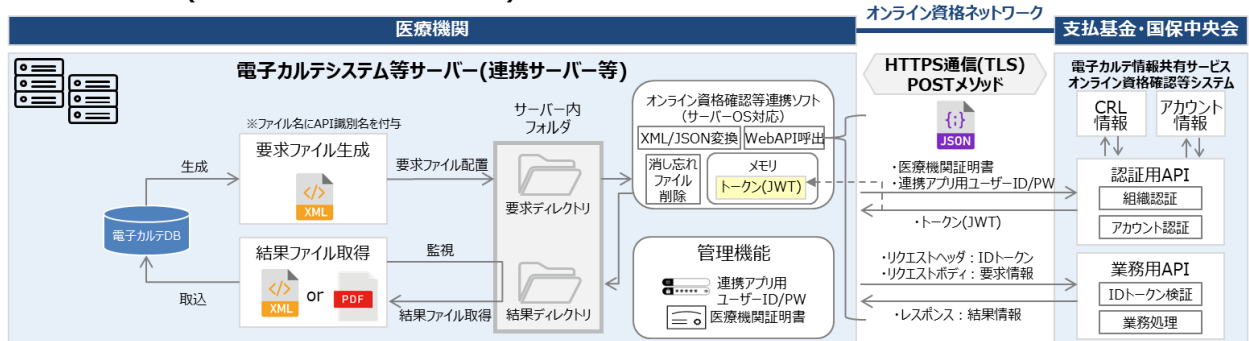 オンライン資格ネットワーク
医療機関
支払基金・国保中央会
電子カルテシステム等サーバー(連携サーバー等)
HTTPS通信(TLS)
POSTメソッド
電子カルテ情報共有サービス
オンライン資格確認等システム
※ファイル名にAPI識別名を付与
要求ファイル生成
XML
生成
要求ファイル配置
サーバー内
フォルダ
要求ディレクトリ
オンライン資格確認等連携ソフト
(サーバーOS対応)
XML/JSON変換
WebAPI呼出
消し忘れ
ファイル
削除
メモリ
トークン(JWT)
{;}
JSON
・医療機関証明書
・連携アプリ用ユーザーID/PW
・トークン(JWT)
CRL
情報
アカウント
情報
認証用API
組織認証
アカウント認証
電子カルテDB
結果ファイル取得
XML
or
PDF
取込
監視
結果ファイル取得
結果ディレクトリ
管理機能
連携アプリ用
ユーザーID/PW
医療機関証明書
・リクエストヘッダ：IDトークン
・リクエストボディ：要求情報
・レスポンス：結果情報
業務用API
IDトークン検証
業務処理